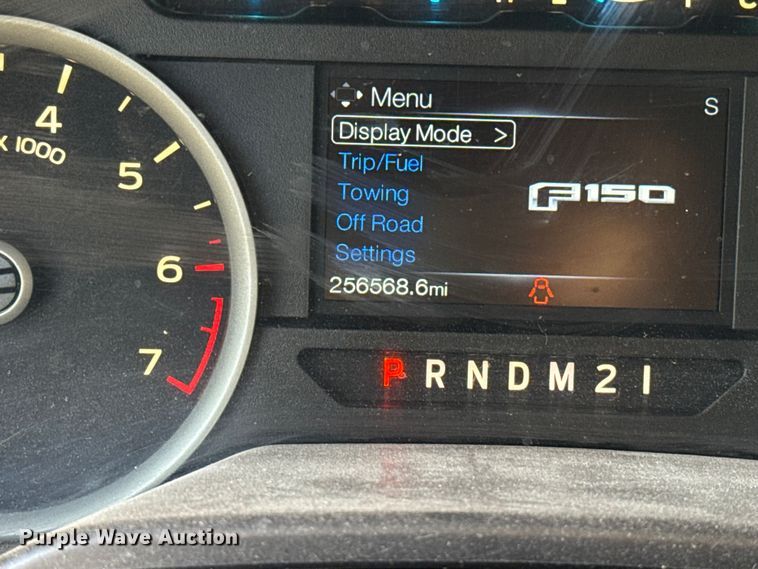 4
x 1000
5
6
7
Menu
S
Display Mode >
Trip/Fuel
Towing
F150
Off Road
Settings
256568.6mi
P R N D M 2 1
Purple Wave Auction